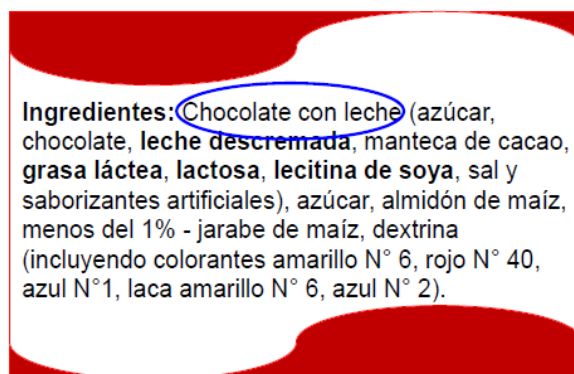 Ingredientes: Chocolate con leche (azúcar,
chocolate, leche descremada, manteca de cacao,
grasa láctea, lactosa, lecitina de soya, sal y
saborizantes artificiales), azúcar, almidón de maíz,
menos del 1% - jarabe de maíz, dextrina
(incluyendo colorantes amarillo N° 6, rojo N° 40,
azul N°1, laca amarillo N° 6, azul N° 2).